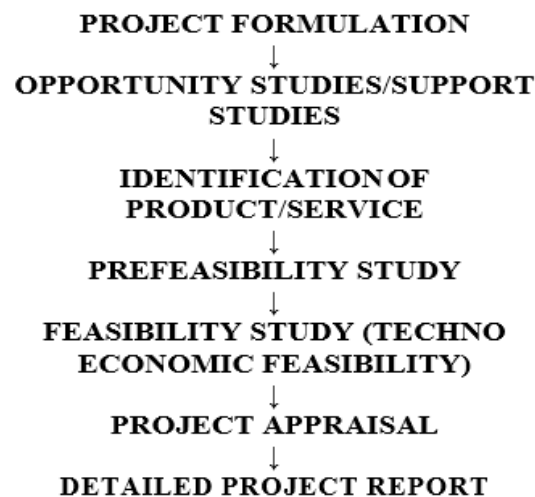 PROJECT FORMULATION
↓
OPPORTUNITY STUDIES/SUPPORT
STUDIES
↓
IDENTIFICATION OF
PRODUCT/SERVICE
↓
PREFEASIBILITY STUDY
↓
FEASIBILITY STUDY (TECHNO
ECONOMIC FEASIBILITY)
↓
PROJECT APPRAISAL
↓
DETAILED PROJECT REPORT